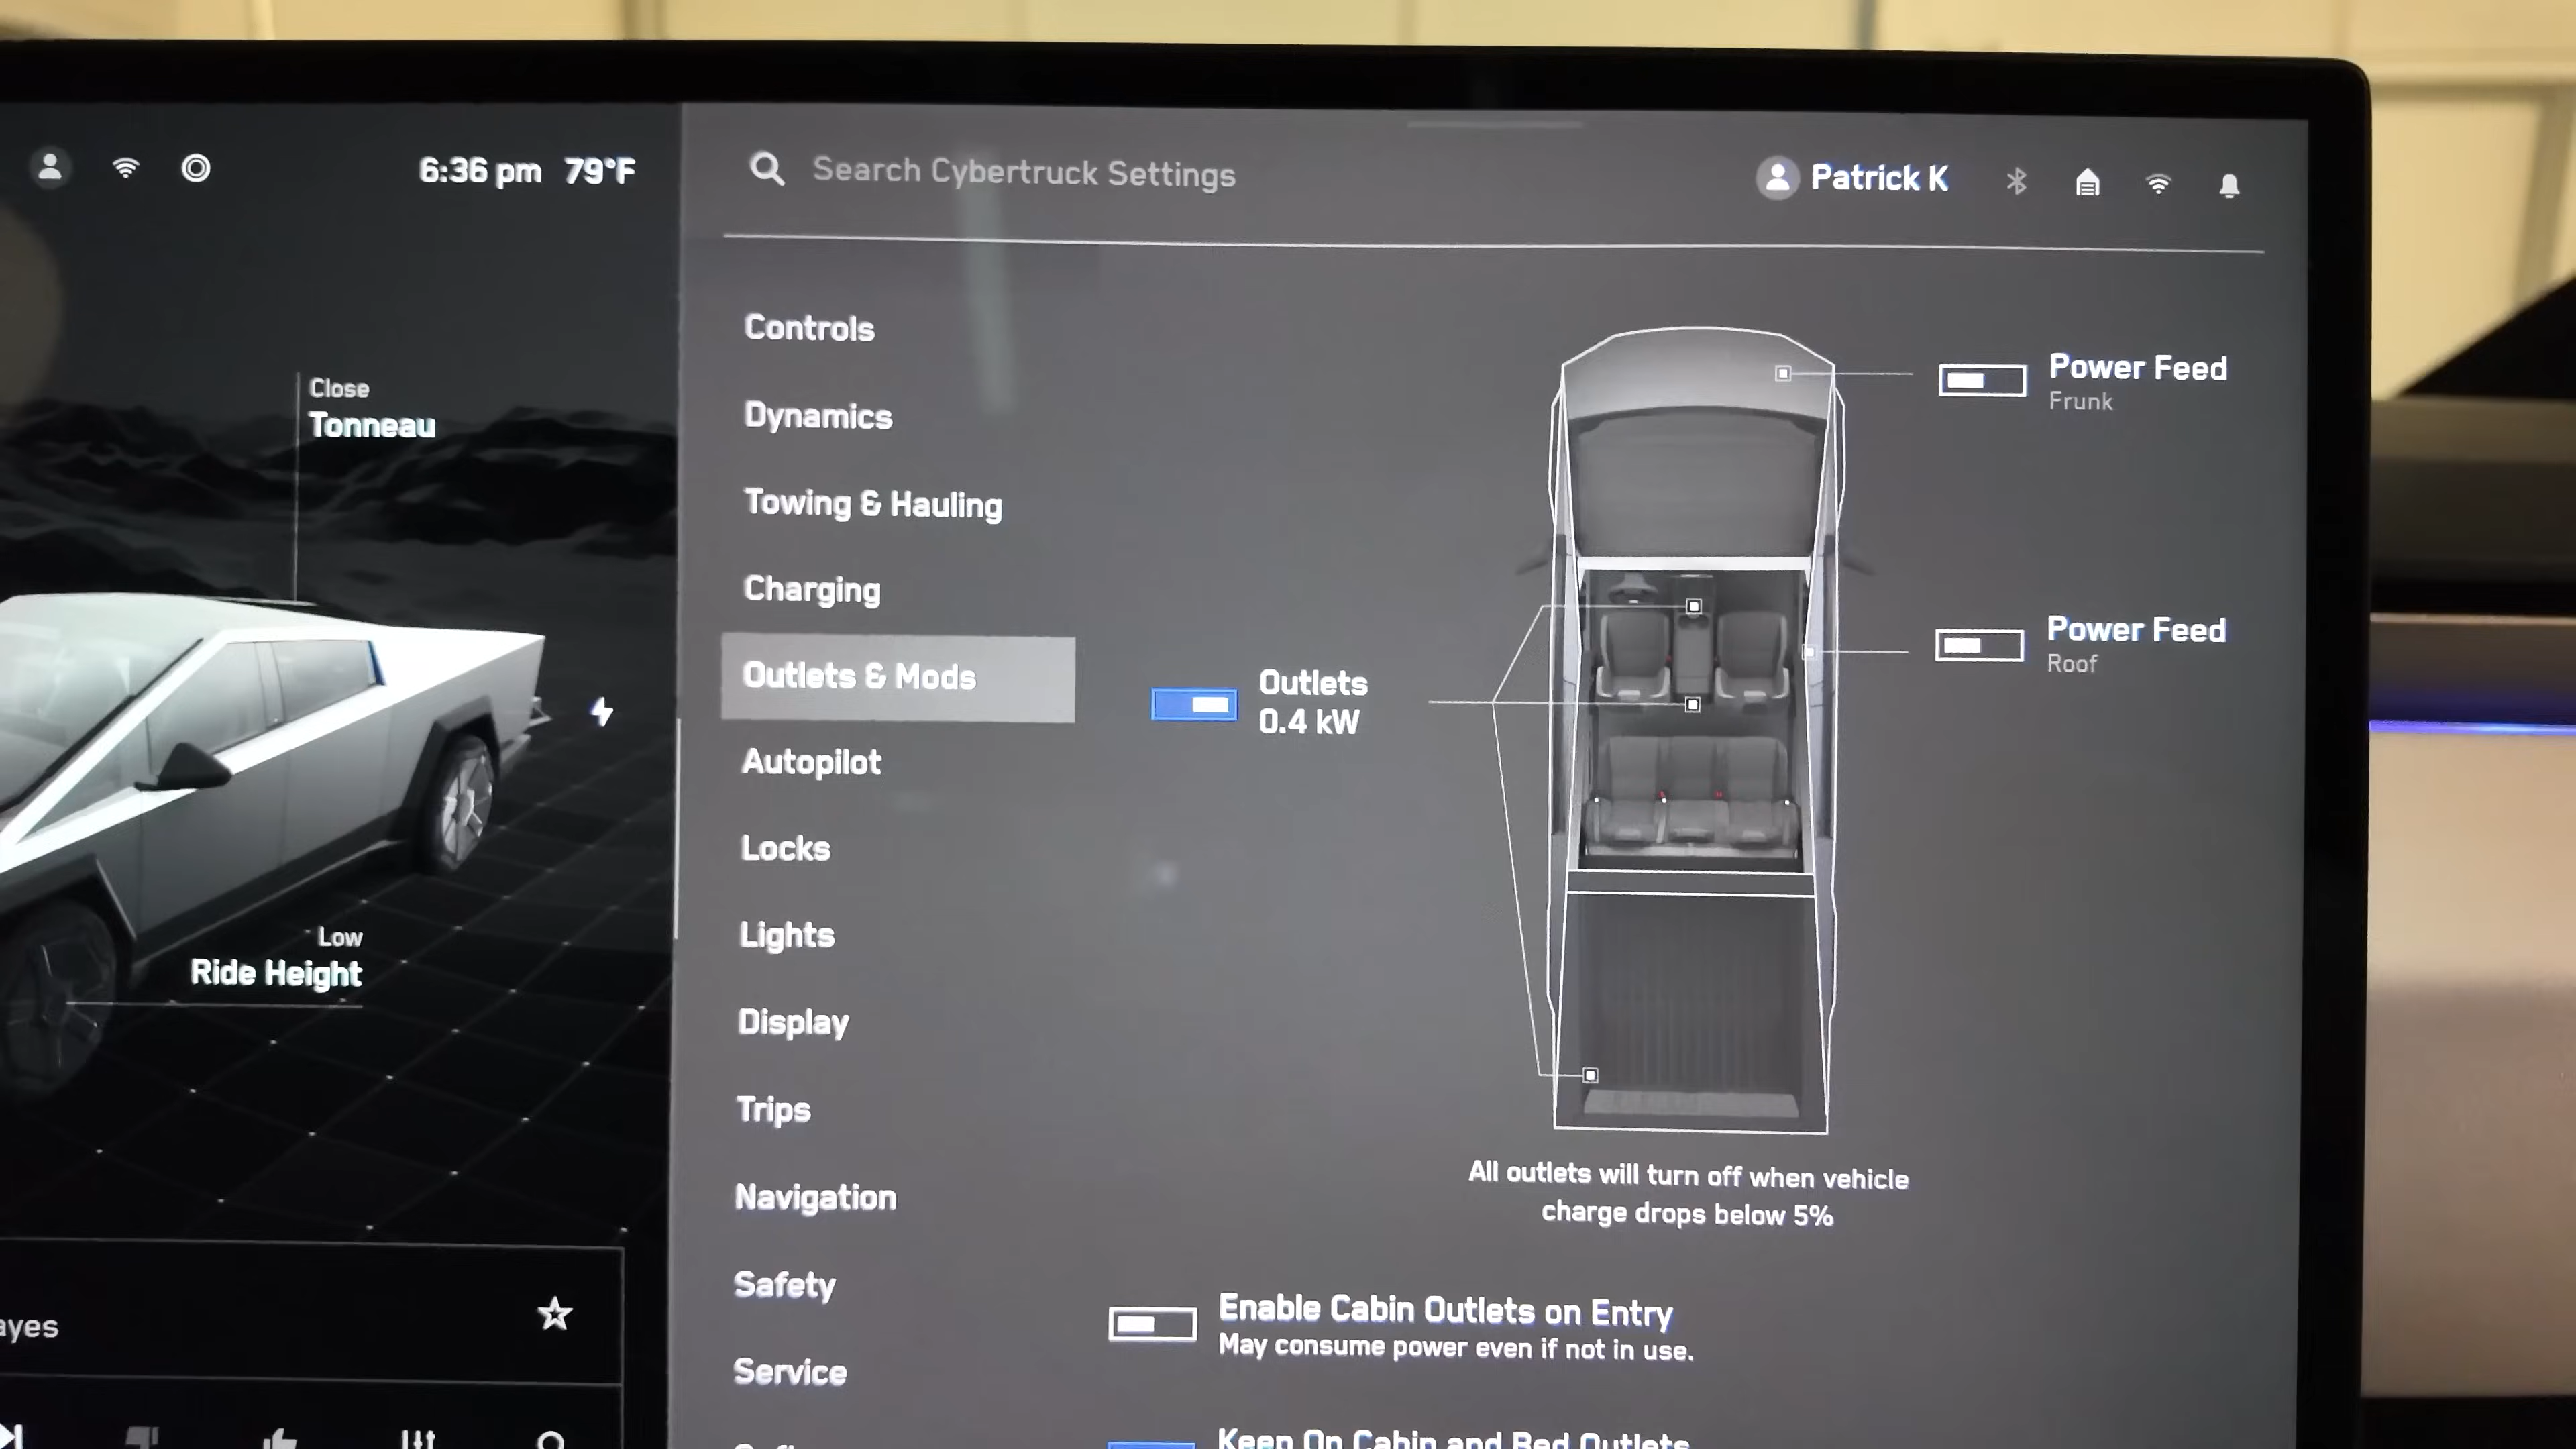 6:36 pm 79°F
Close
Tonneau
Low
Ride Height
ayes
Search Cybertruck Settings
Patrick K
Controls
Dynamics
Towing & Hauling
Charging
Outlets & Mods
Autopilot
Locks
Lights
Display
Trips
Navigation
Safety
Service
Outlets
0.4 kW
Power Feed
Frunk
Power Feed
Roof
All outlets will turn off when vehicle
charge drops below 5%
Enable Cabin Outlets on Entry
May consume power even if not in use.
Keep On Cabin and Bed Outlets